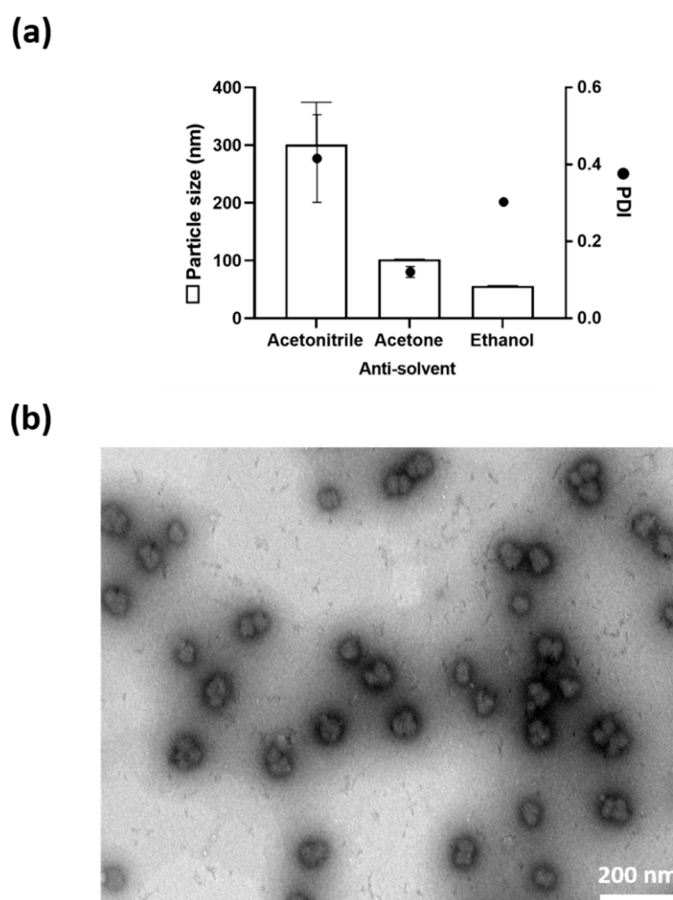 (a)
400
300
200
100
0
Particle size (nm)
0.6
0.4
0.2
0.0
PDI
Acetonitrile Acetone Ethanol
Anti-solvent
(b)
200 nm